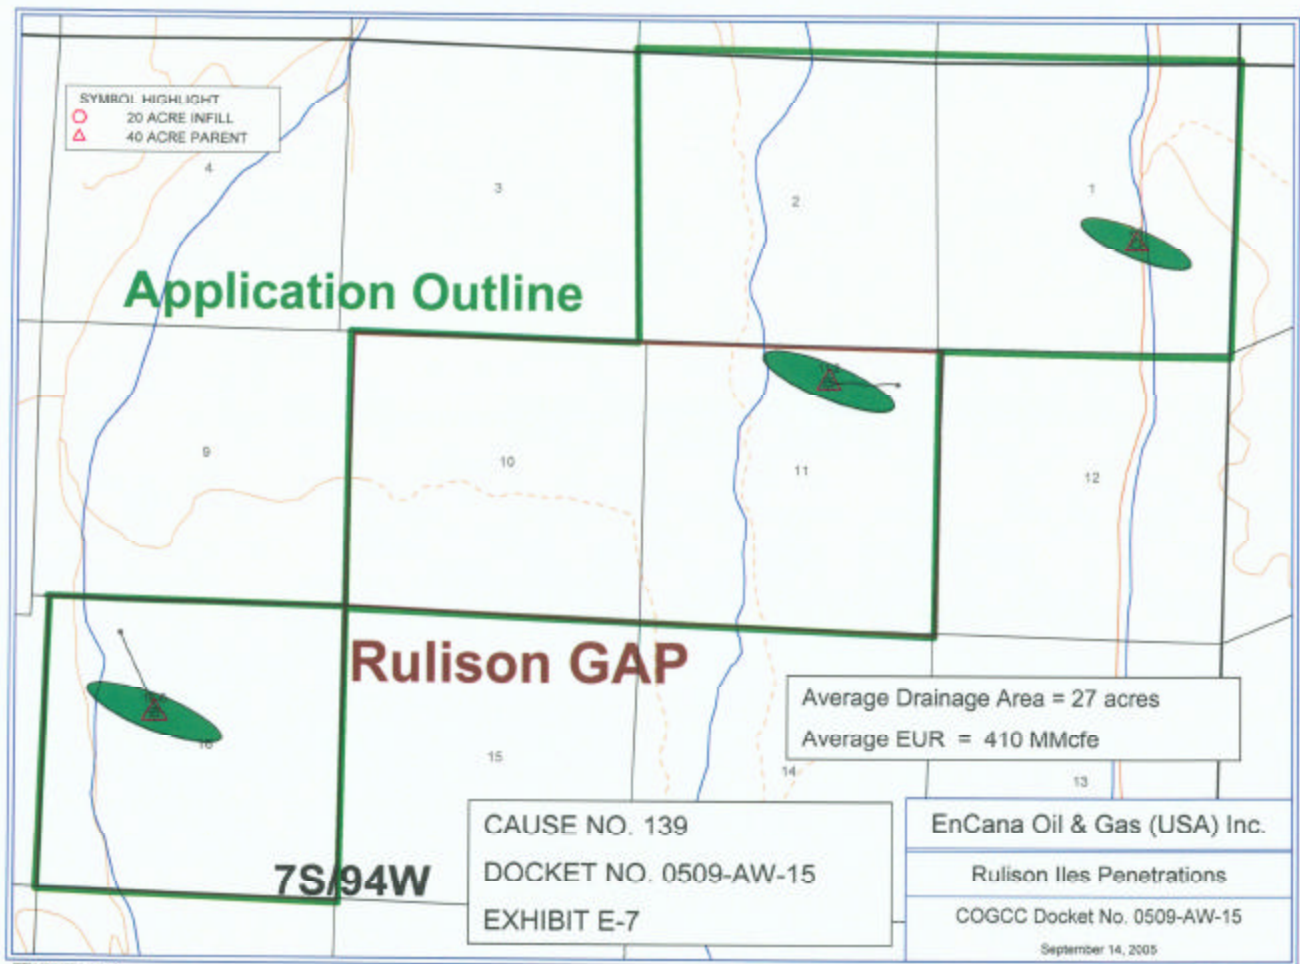 SYMBOL HIGHLIGHT
20 ACRE INFILL
40 ACRE PARENT
4
3
2
1
Application Outline
9
10
11
12
Rulison GAP
16
15
14
13
Average Drainage Area = 27 acres
Average EUR = 410 MMcfe
7S/94W
CAUSE NO. 139
DOCKET NO. 0509-AW-15
EXHIBIT E-7
EnCana Oil & Gas (USA) Inc.
Rulison Iles Penetrations
COGCC Docket No. 0509-AW-15
September 14, 2005